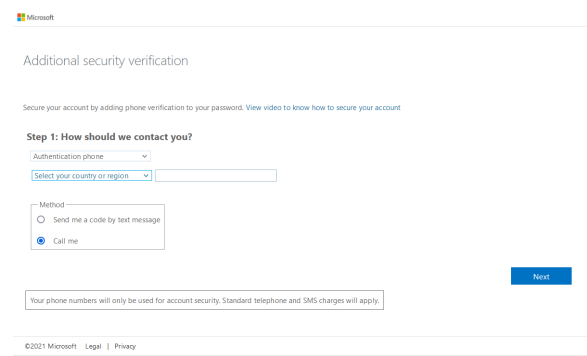 Microsoft
Additional security verification
Secure your account by adding phone verification to your password. View video to know how to secure your account
Step 1: How should we contact you?
Authentication phone
Select your country or region
Method
Send me a code by text message
Call me
Next
Your phone numbers will only be used for account security. Standard telephone and SMS charges will apply.
©2021 Microsoft Legal | Privacy